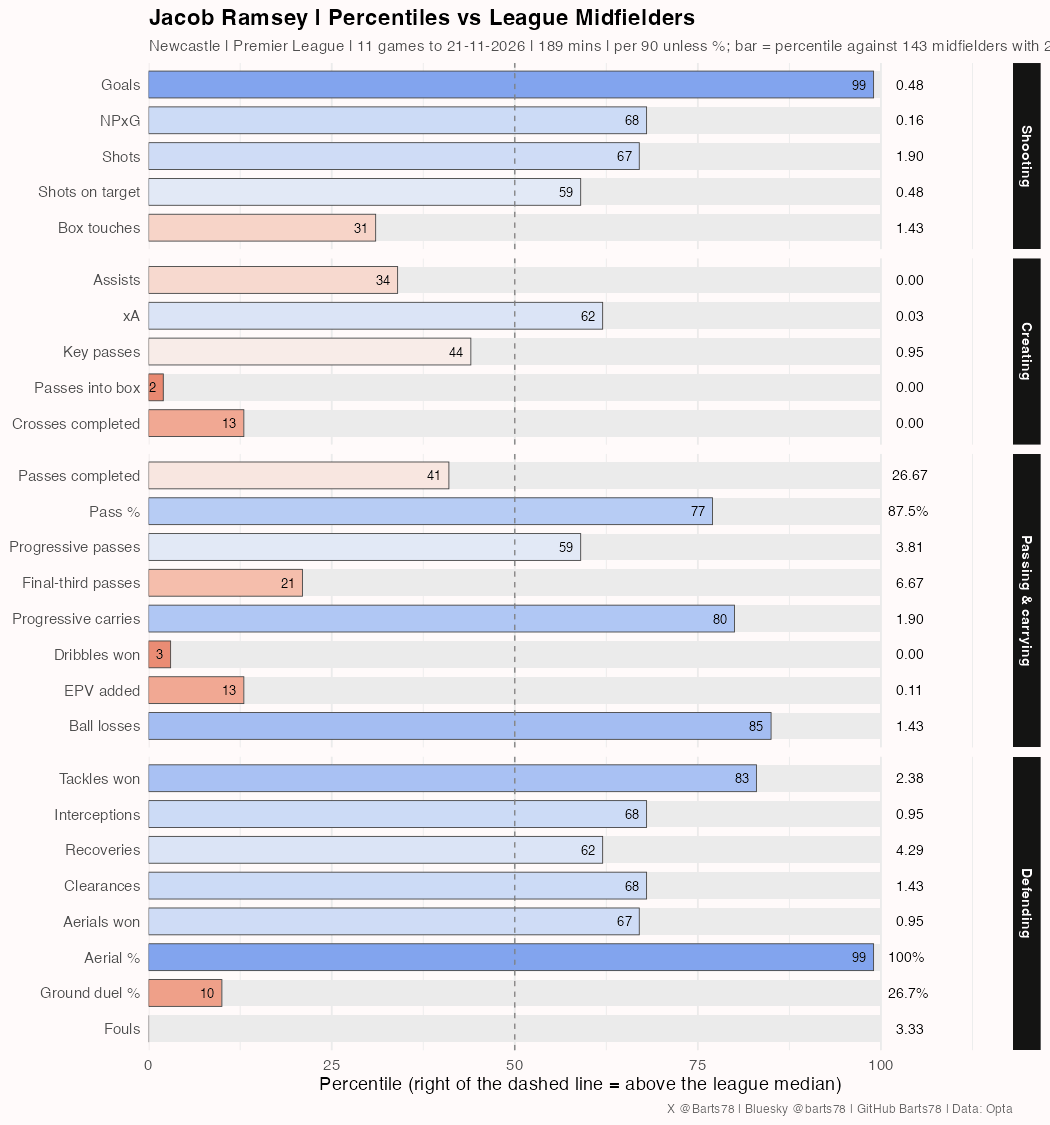 Jacob Ramsey | Percentiles vs League Midfielders
Newcastle | Premier League | 11 games to 21-11-2026 | 189 mins | per 90 unless %; bar = percentile against 143 midfielders with 2
Goals 99 0.48
NPxG 68 0.16
Shots 67 1.90
Shots on target 59 0.48
Box touches 31 1.43
Shooting
Assists 34 0.00
xA 62 0.03
Key passes 44 0.95
Passes into box 2 0.00
Crosses completed 13 0.00
Creating
Passes completed 41 26.67
Pass % 77 87.5%
Progressive passes 59 3.81
Final-third passes 21 6.67
Progressive carries 80 1.90
Dribbles won 3 0.00
EPV added 13 0.11
Ball losses 85 1.43
Passing & carrying
Tackles won 83 2.38
Interceptions 68 0.95
Recoveries 62 4.29
Clearances 68 1.43
Aerials won 67 0.95
Aerial % 99 100%
Ground duel % 10 26.7%
Fouls 3.33
Defending
0 25 50 75 100
Percentile (right of the dashed line = above the league median)
X @Barts78 | Bluesky @barts78 | GitHub Barts78 | Data: Opta